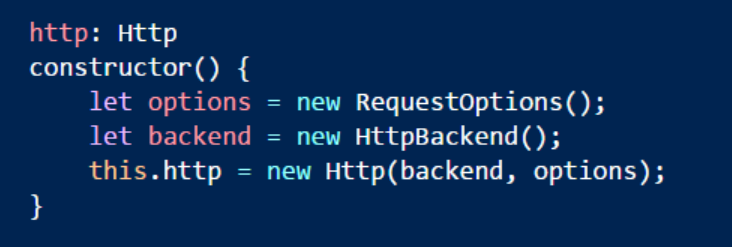 http: Http
constructor() {
    let options = new RequestOptions();
    let backend = new HttpBackend();
    this.http = new Http(backend, options);
}